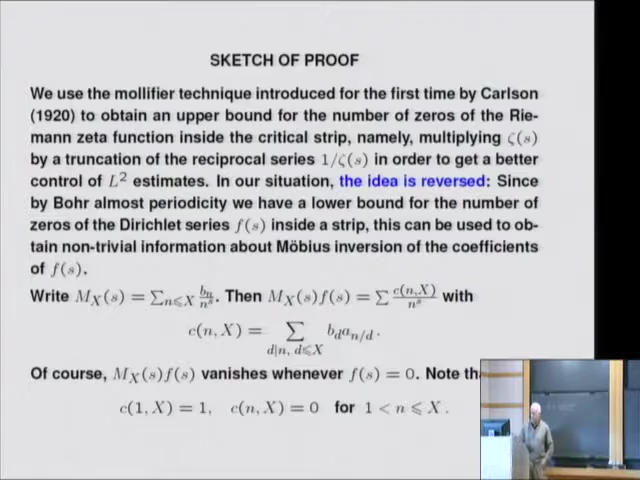 SKETCH OF PROOF
We use the mollifier technique introduced for the first time by Carlson
(1920) to obtain an upper bound for the number of zeros of the Rie-
mann zeta function inside the critical strip, namely, multiplying ζ(s)
by a truncation of the reciprocal series 1/ζ(s) in order to get a better
control of L² estimates. In our situation, the idea is reversed: Since
by Bohr almost periodicity we have a lower bound for the number of
zeros of the Dirichlet series f(s) inside a strip, this can be used to ob-
tain non-trivial information about Möbius inversion of the coefficients
of f(s).
Write M_X(s) = ∑_{n⩽X} b_n/n^s. Then M_X(s)f(s) = ∑ c(n,X)/n^s with
c(n, X) = ∑_{d|n, d⩽X} b_d a_{n/d}.
Of course, M_X(s)f(s) vanishes whenever f(s) = 0. Note
c(1, X) = 1, c(n, X) = 0 for 1 < n ⩽ X.